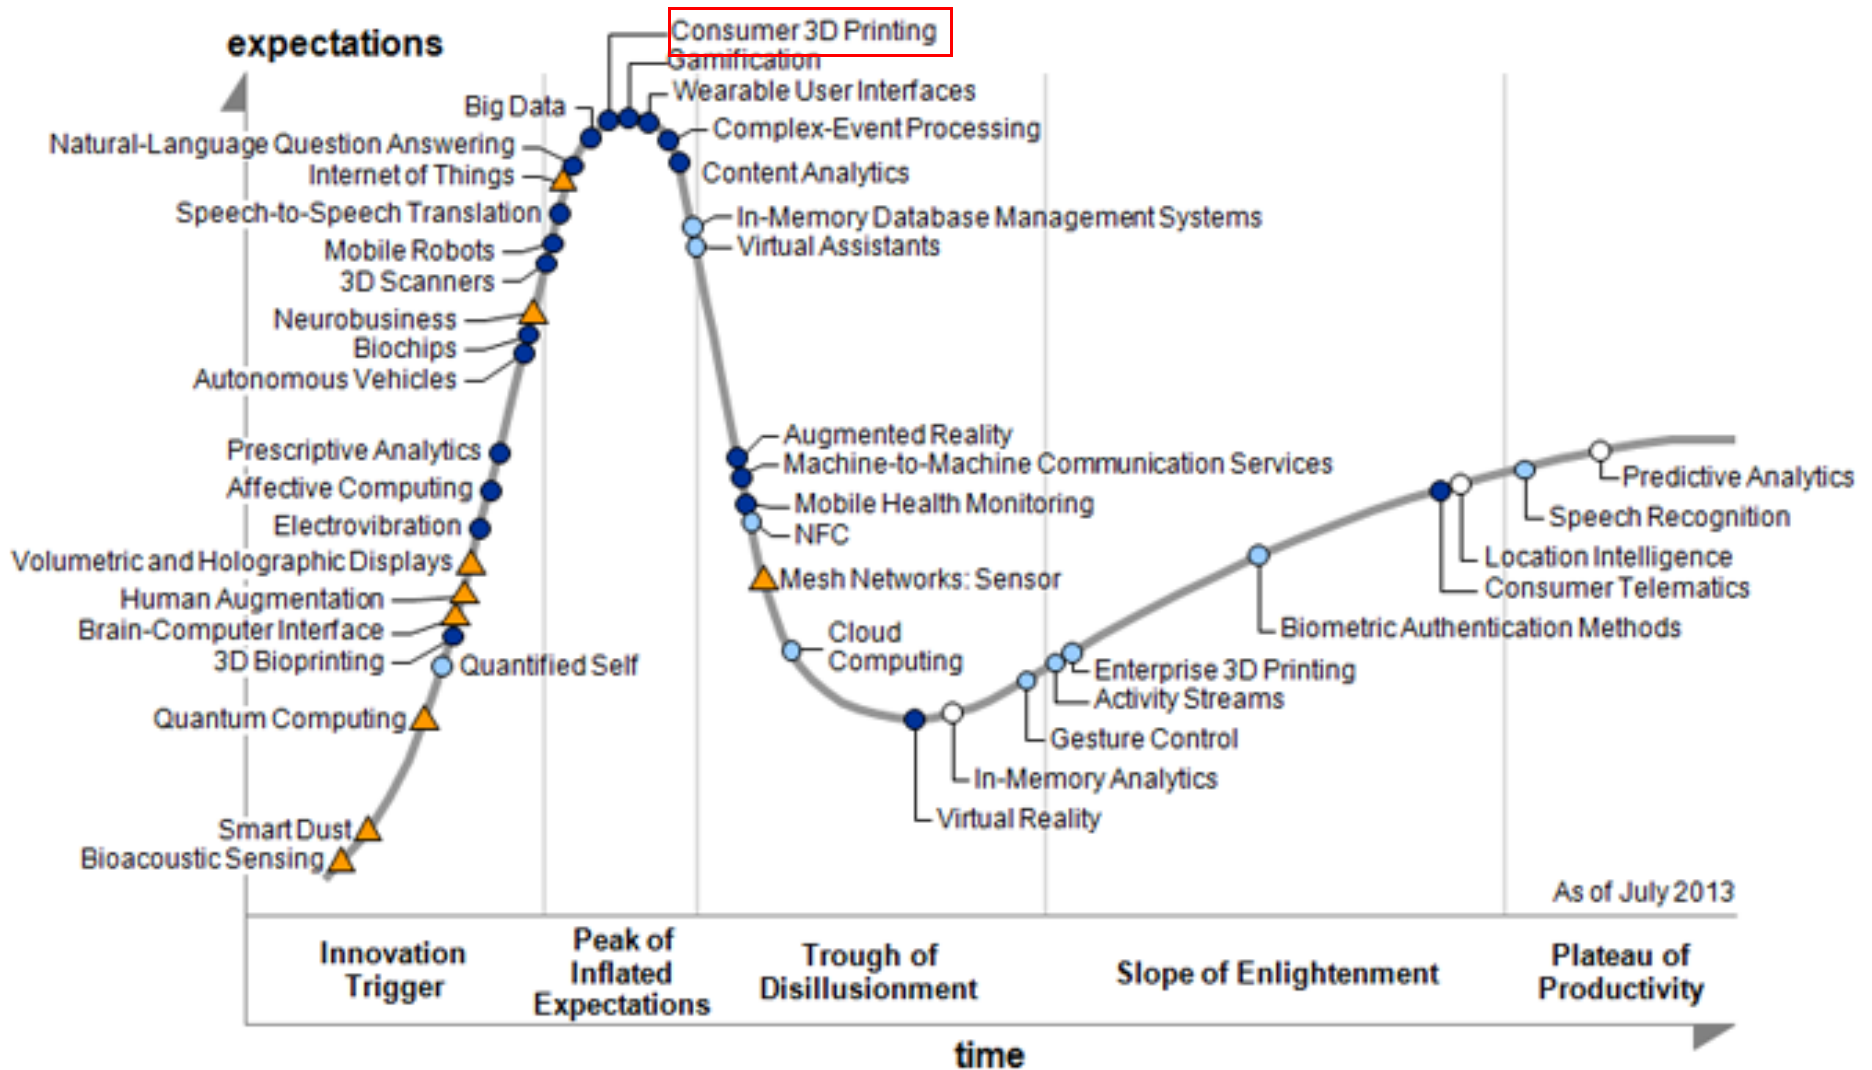 expectations
Consumer 3D Printing
Gamification
Wearable User Interfaces
Big Data
Complex-Event Processing
Natural-Language Question Answering
Internet of Things
Content Analytics
Speech-to-Speech Translation
In-Memory Database Management Systems
Virtual Assistants
Mobile Robots
3D Scanners
Neurobusiness
Biochips
Autonomous Vehicles
Augmented Reality
Prescriptive Analytics
Machine-to-Machine Communication Services
Predictive Analytics
Affective Computing
Mobile Health Monitoring
Speech Recognition
Electrovibration
NFC
Location Intelligence
Volumetric and Holographic Displays
Mesh Networks: Sensor
Consumer Telematics
Human Augmentation
Brain-Computer Interface
Biometric Authentication Methods
Cloud
Computing
3D Bioprinting
Quantified Self
Enterprise 3D Printing
Activity Streams
Quantum Computing
Gesture Control
In-Memory Analytics
Virtual Reality
Smart Dust
Bioacoustic Sensing
As of July 2013
Innovation
Trigger
Peak of
Inflated
Expectations
Trough of
Disillusionment
Slope of Enlightenment
Plateau of
Productivity
time